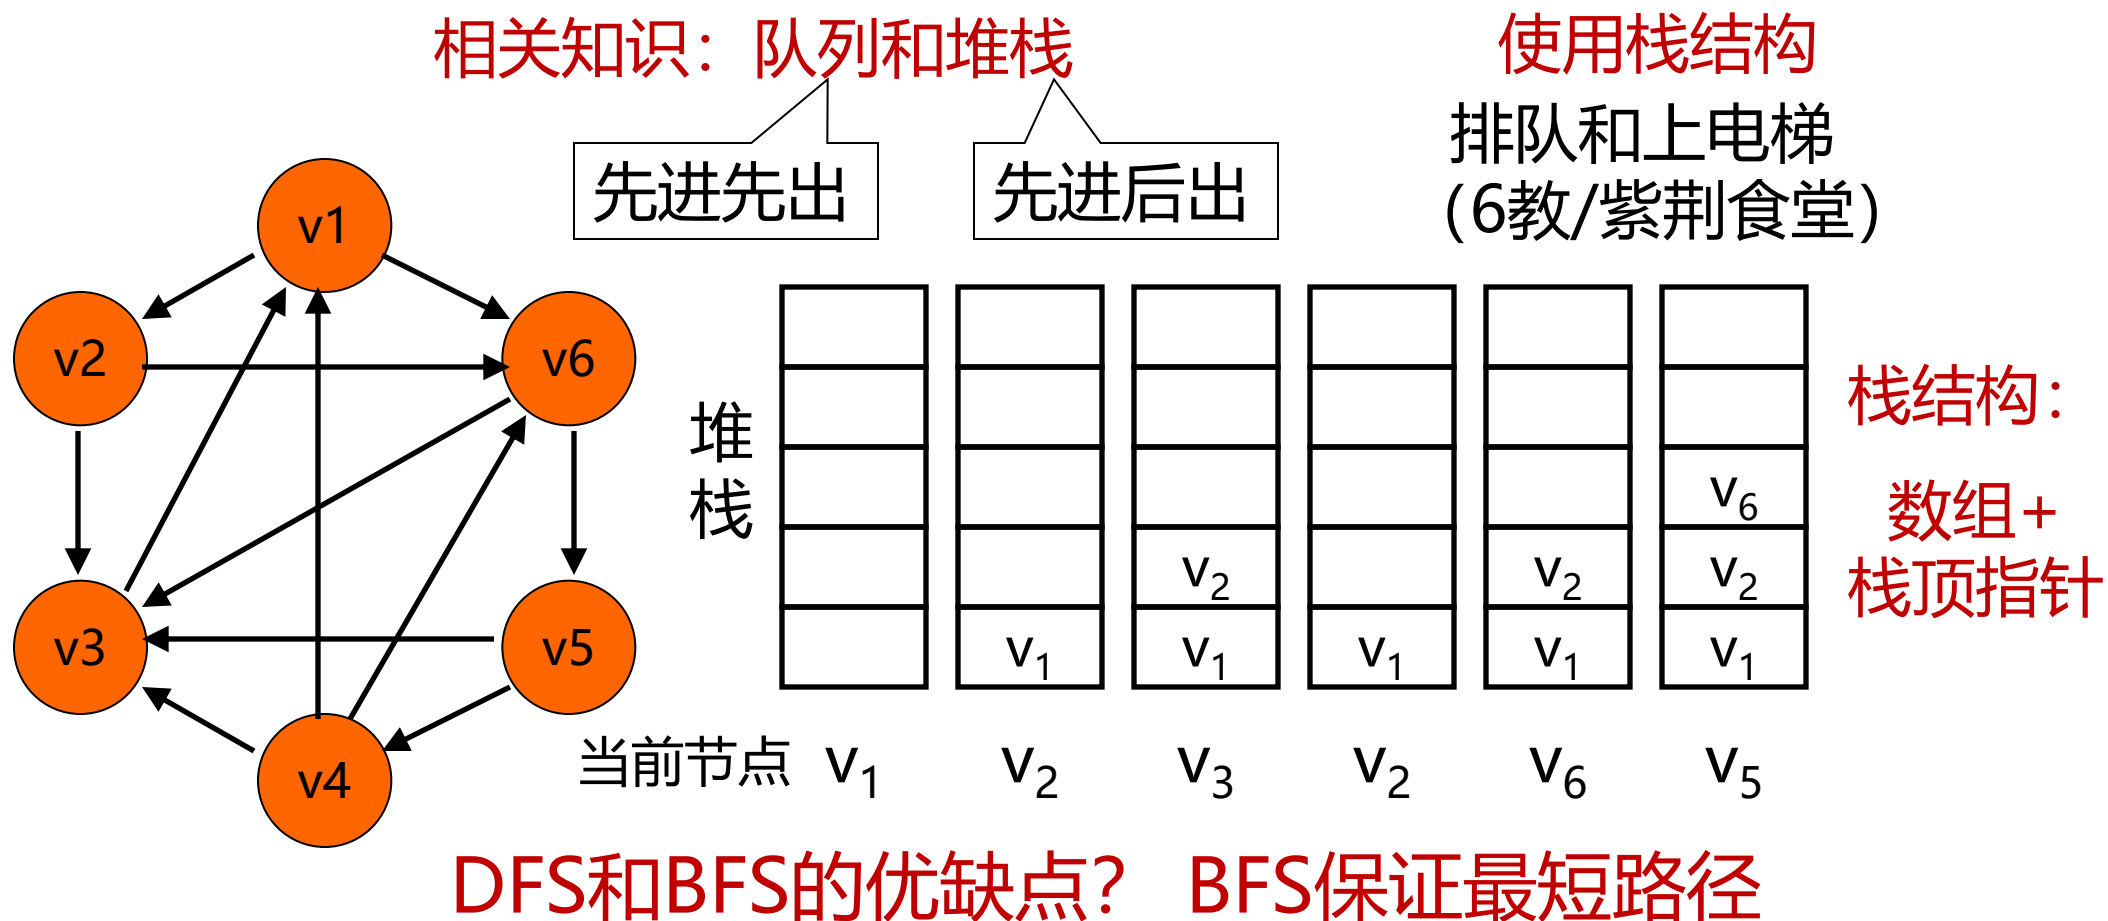 相关知识：队列和堆栈
使用栈结构
先进先出
先进后出
排队和上电梯
（6教/紫荆食堂）
v1
v2
v6
v3
v5
v4
堆
栈
v6
v2 v2 v2
v1 v1 v1 v1 v1
栈结构：
数组+
栈顶指针
当前节点 v1 v2 v3 v2 v6 v5
DFS和BFS的优缺点？ BFS保证最短路径